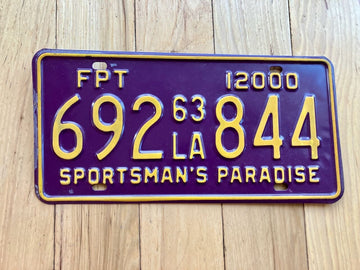 FPT 12000
692 63 LA 844
SPORTSMAN'S PARADISE